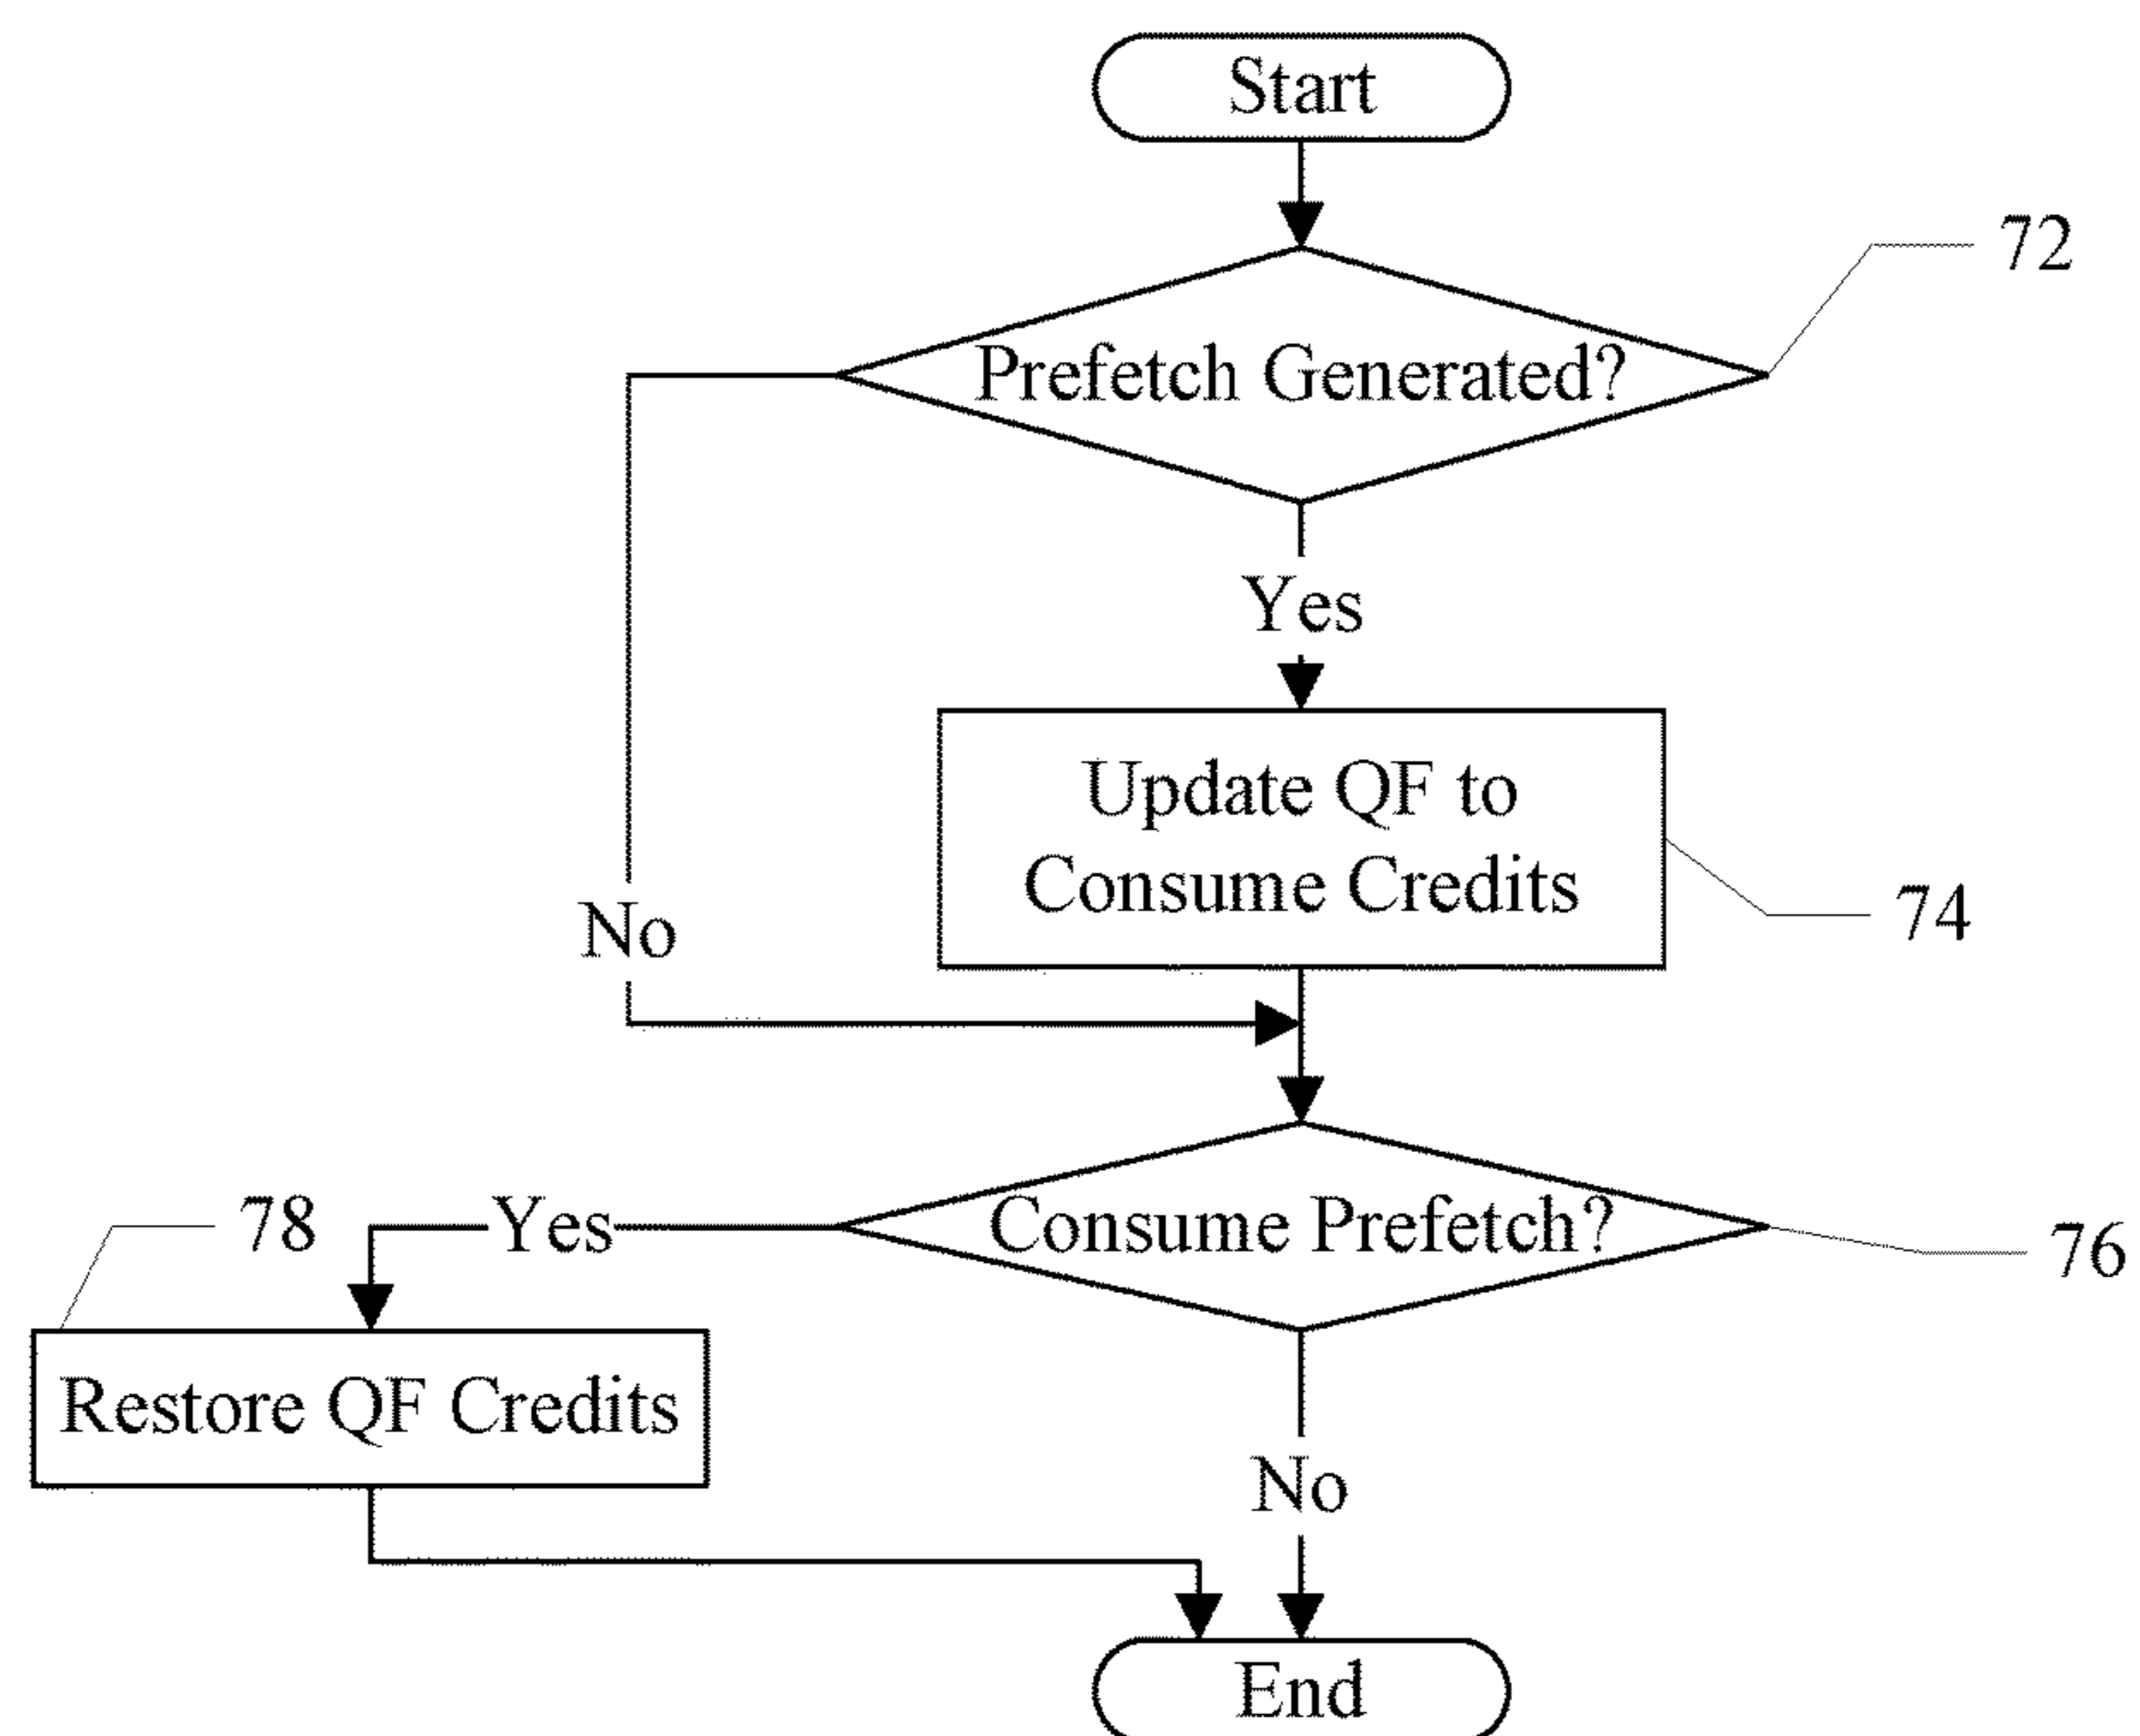 Start
72
Prefetch Generated?
Yes
Update QF to
Consume Credits
74
No
78
Yes
Consume Prefetch?
76
Restore QF Credits
No
End